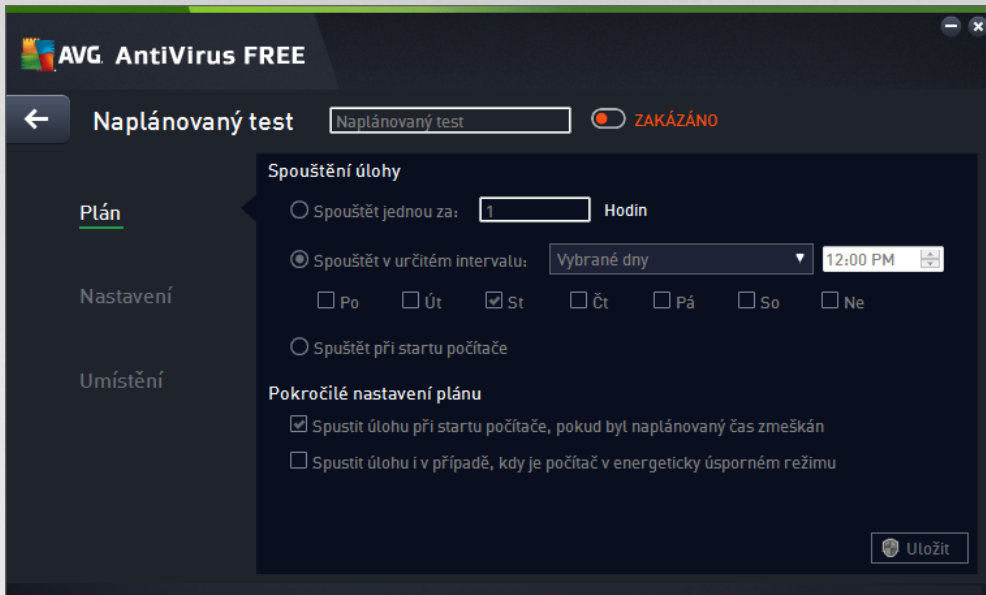 AVG AntiVirus FREE
Naplánovaný test Naplánovaný test ZAKÁZÁNO
Plán
Nastavení
Umístění
Spouštění úlohy
Spouštět jednou za: 1 Hodin
Spouštět v určitém intervalu: Vybrané dny 12:00 PM
Po Út St Čt Pá So Ne
Spuštět při startu počítače
Pokročilé nastavení plánu
Spustit úlohu při startu počítače, pokud byl naplánovaný čas zmeškán
Spustit úlohu i v případě, kdy je počítač v energeticky úsporném režimu
Uložit